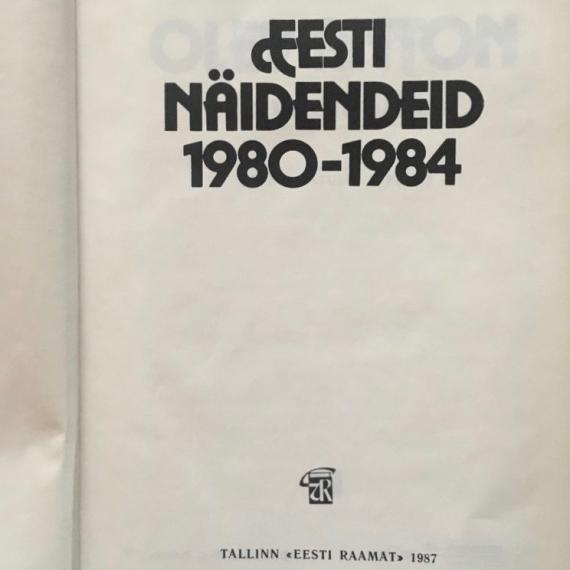 EESTI
NÄIDENDEID
1980-1984
TALLINN «EESTI RAAMAT» 1987